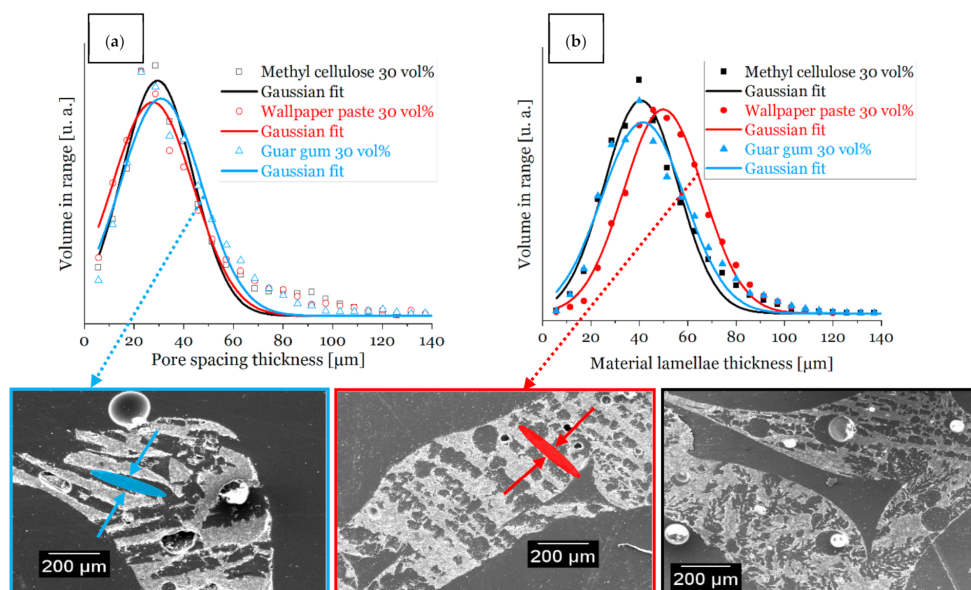 (a)
Methyl cellulose 30 vol%
Gaussian fit
Wallpaper paste 30 vol%
Gaussian fit
Guar gum 30 vol%
Gaussian fit
Volume in range [u. a.]
0 20 40 60 80 100 120 140
Pore spacing thickness [µm]
(b)
Methyl cellulose 30 vol%
Gaussian fit
Wallpaper paste 30 vol%
Gaussian fit
Guar gum 30 vol%
Gaussian fit
Volume in range [u. a.]
0 20 40 60 80 100 120 140
Material lamellae thickness [µm]
200 µm
200 µm
200 µm